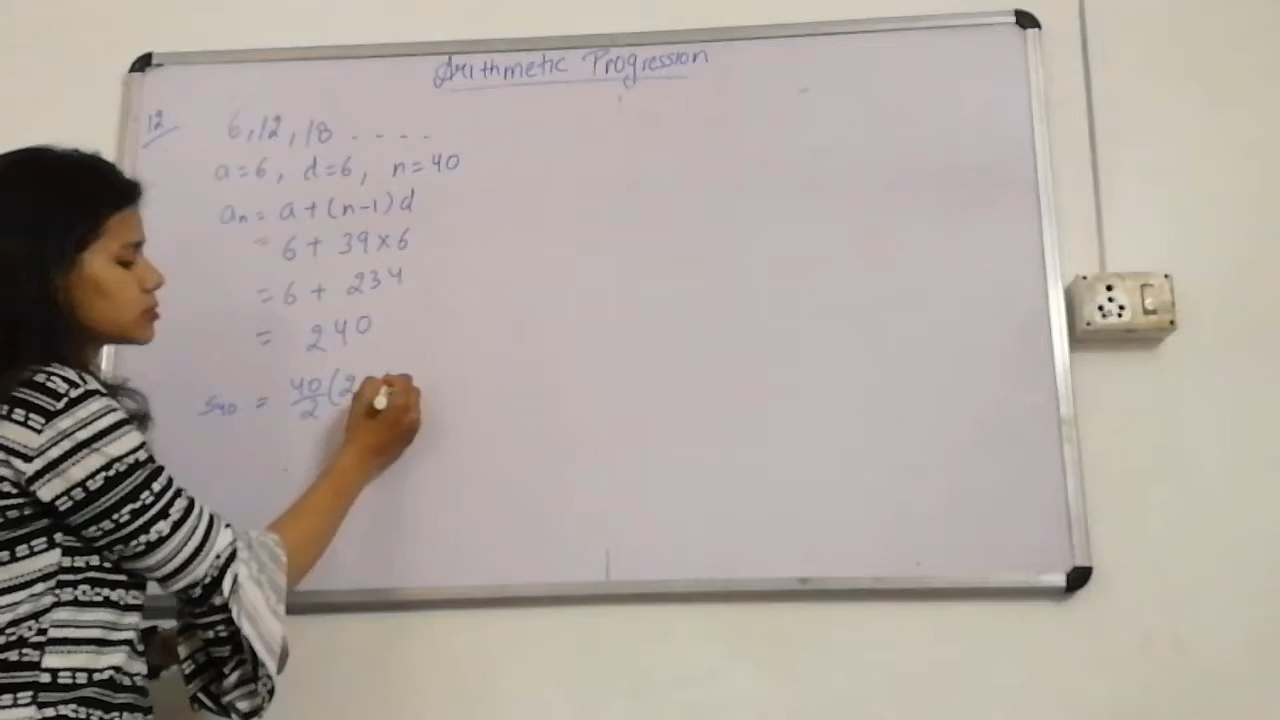 Arithmetic Progression
12 6, 12, 18 . . . .
a=6, d=6, n=40
an = a + (n-1) d
= 6 + 39 × 6
= 6 + 234
= 240
S40 = 40/2 (2